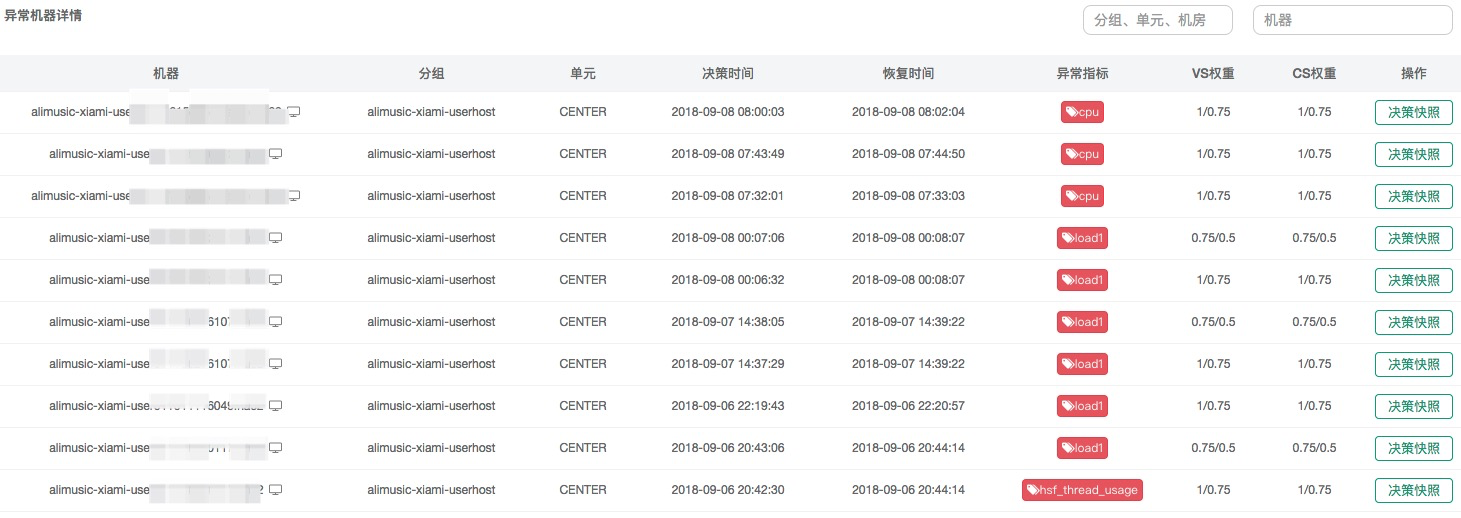 异常机器详情
分组、单元、机房 机器
机器 分组 单元 决策时间 恢复时间 异常指标 VS权重 CS权重 操作
alimusic-xiami-use alimusic-xiami-userhost CENTER 2018-09-08 08:00:03 2018-09-08 08:02:04 cpu 1/0.75 1/0.75 决策快照
alimusic-xiami-use alimusic-xiami-userhost CENTER 2018-09-08 07:43:49 2018-09-08 07:44:50 cpu 1/0.75 1/0.75 决策快照
alimusic-xiami-use alimusic-xiami-userhost CENTER 2018-09-08 07:32:01 2018-09-08 07:33:03 cpu 1/0.75 1/0.75 决策快照
alimusic-xiami-use alimusic-xiami-userhost CENTER 2018-09-08 00:07:06 2018-09-08 00:08:07 load1 0.75/0.5 0.75/0.5 决策快照
alimusic-xiami-use alimusic-xiami-userhost CENTER 2018-09-08 00:06:32 2018-09-08 00:08:07 load1 1/0.75 1/0.75 决策快照
alimusic-xiami-use alimusic-xiami-userhost CENTER 2018-09-07 14:38:05 2018-09-07 14:39:22 load1 0.75/0.5 0.75/0.5 决策快照
alimusic-xiami-use alimusic-xiami-userhost CENTER 2018-09-07 14:37:29 2018-09-07 14:39:22 load1 1/0.75 1/0.75 决策快照
alimusic-xiami-use alimusic-xiami-userhost CENTER 2018-09-06 22:19:43 2018-09-06 22:20:57 load1 1/0.75 1/0.75 决策快照
alimusic-xiami-use alimusic-xiami-userhost CENTER 2018-09-06 20:43:06 2018-09-06 20:44:14 load1 0.75/0.5 0.75/0.5 决策快照
alimusic-xiami-use alimusic-xiami-userhost CENTER 2018-09-06 20:42:30 2018-09-06 20:44:14 hsf_thread_usage 1/0.75 1/0.75 决策快照